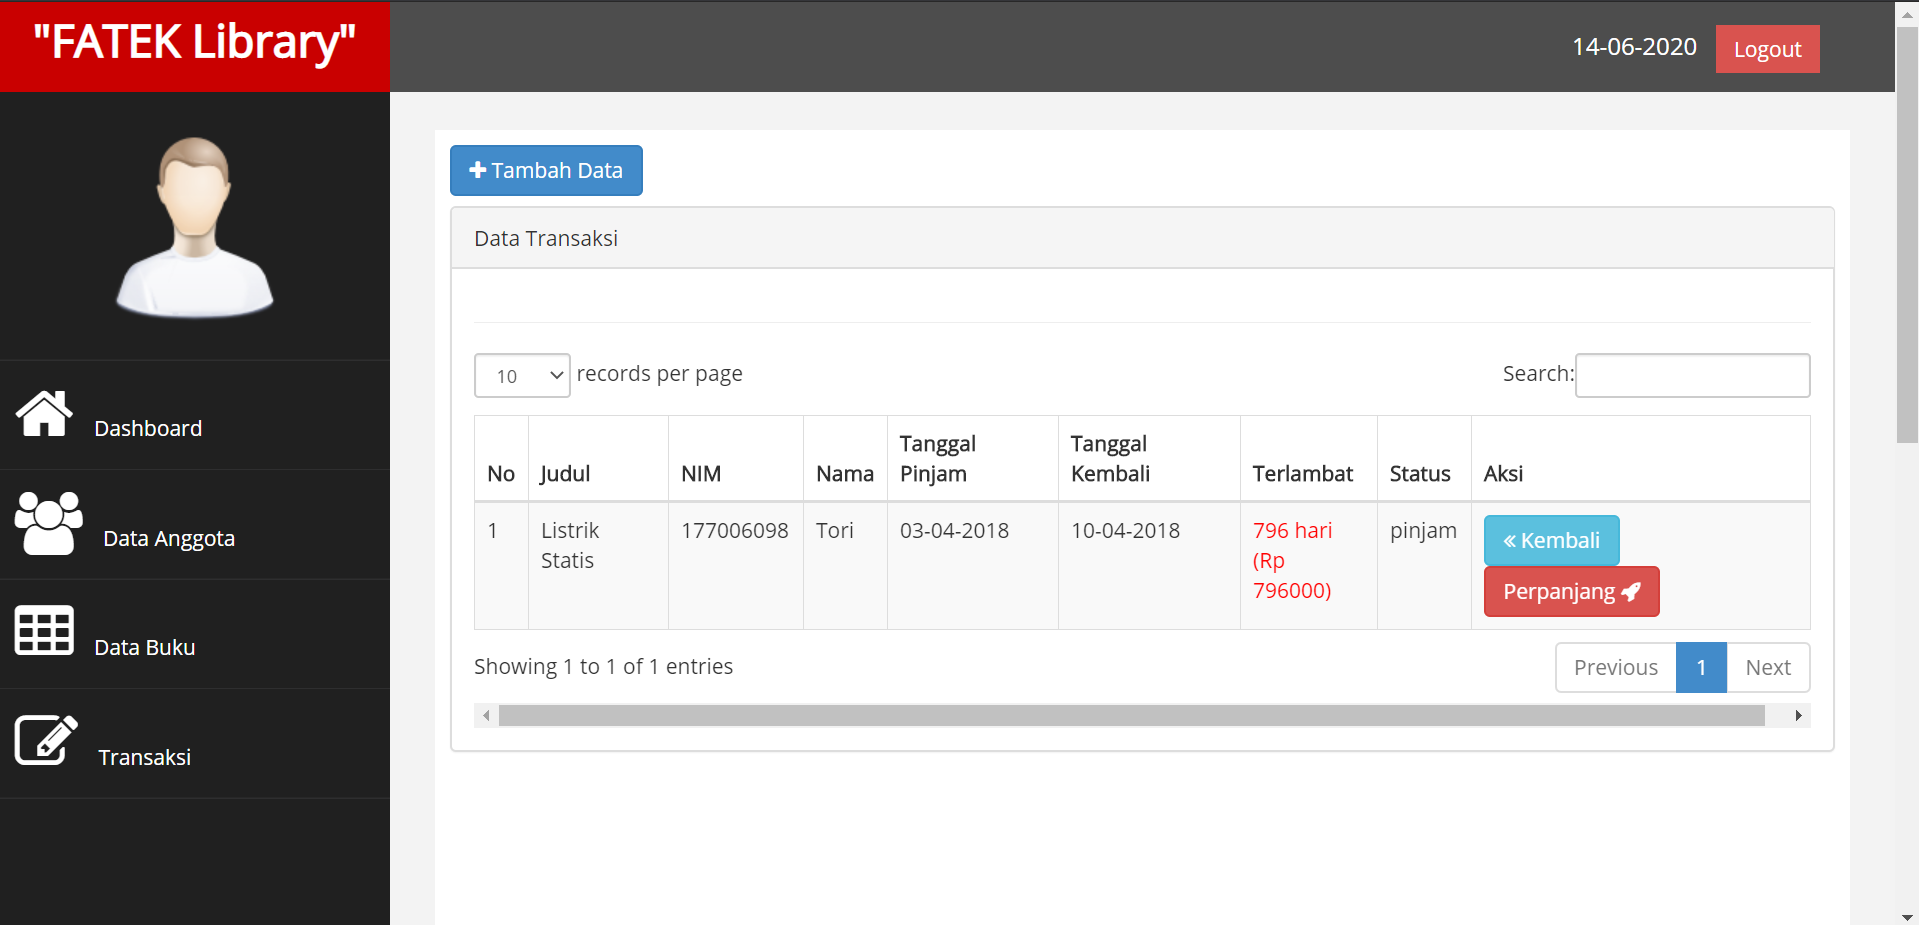 "FATEK Library"
14-06-2020
Logout
Dashboard
Data Anggota
Data Buku
Transaksi
Tambah Data
Data Transaksi
10 records per page
Search:
No Judul NIM Nama Tanggal Pinjam Tanggal Kembali Terlambat Status Aksi
1 Listrik Statis 177006098 Tori 03-04-2018 10-04-2018 796 hari (Rp 796000) pinjam « Kembali
Perpanjang
Showing 1 to 1 of 1 entries
Previous 1 Next